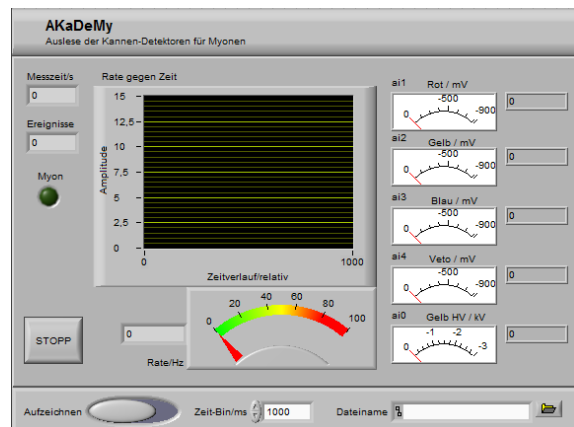 AKaDeMy
Auslese der Kannen-Detektoren für Myonen
Messzeit/s
0
Ereignisse
0
Myon
Rate gegen Zeit
Amplitude
15
12,5
10
7,5
5
2,5
0
0
1000
Zeitverlauf/relativ
ai1
Rot / mV
0
-500
-900
0
ai2
Gelb / mV
0
-500
-900
0
ai3
Blau / mV
0
-500
-900
0
ai4
Veto / mV
0
-500
-900
0
ai0
Gelb HV / kV
0
-1
-2
-3
0
STOPP
0
Rate/Hz
0
20
40
60
80
100
Aufzeichnen
Zeit-Bin/ms
1000
Dateiname